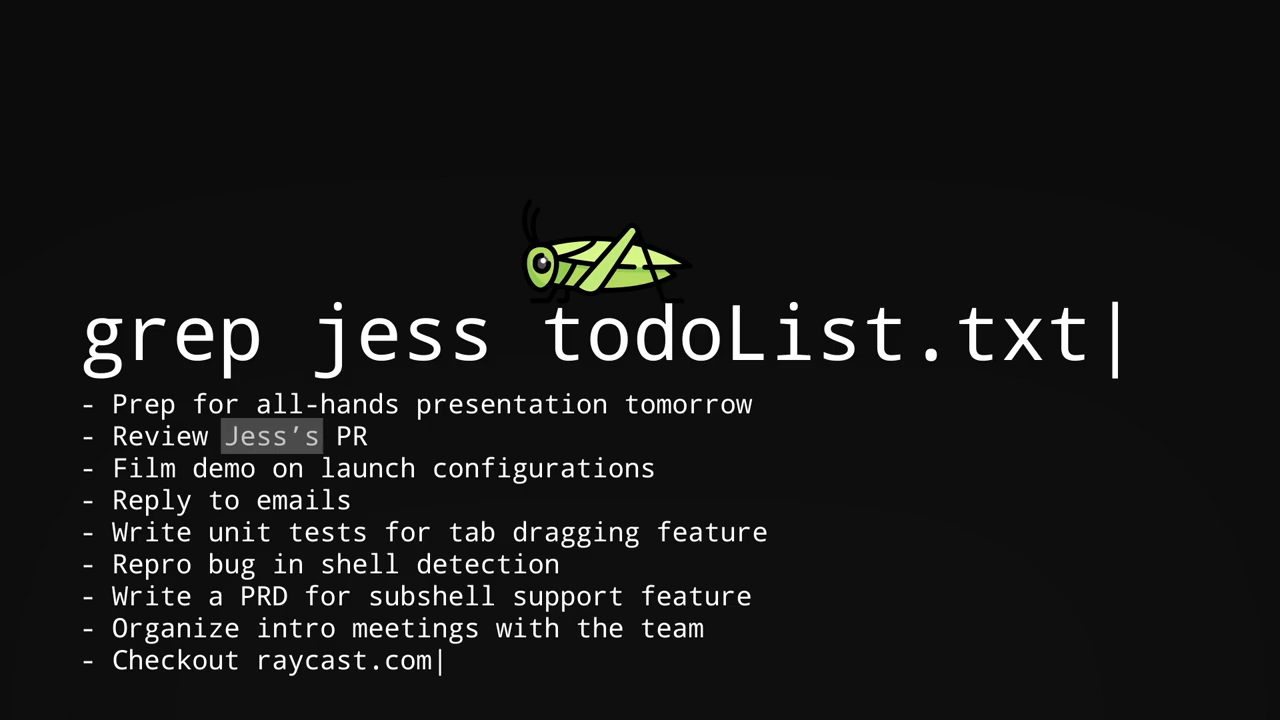 grep jess todoList.txt|
- Prep for all-hands presentation tomorrow
- Review Jess’s PR
- Film demo on launch configurations
- Reply to emails
- Write unit tests for tab dragging feature
- Repro bug in shell detection
- Write a PRD for subshell support feature
- Organize intro meetings with the team
- Checkout raycast.com|